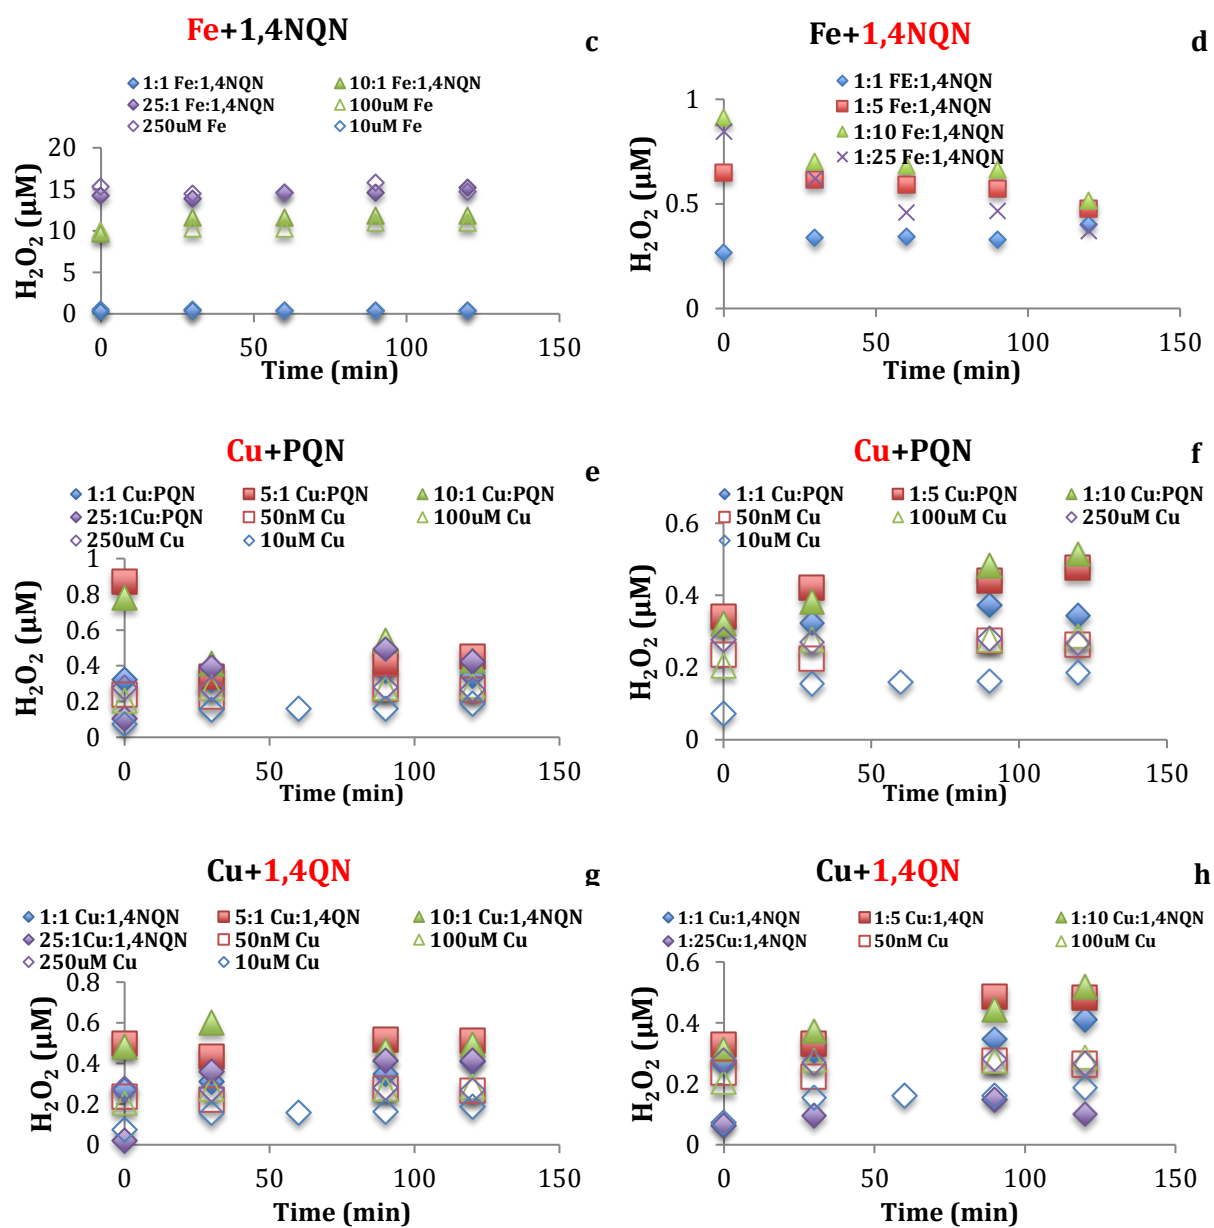 Fe+1,4NQN
c
1:1 Fe:1,4NQN
10:1 Fe:1,4NQN
25:1 Fe:1,4NQN
100uM Fe
250uM Fe
10uM Fe
H₂O₂ (μM)
20
15
10
5
0
0 50 100 150
Time (min)
Fe+1,4NQN
d
1:1 FE:1,4NQN
1:5 Fe:1,4NQN
1:10 Fe:1,4NQN
1:25 Fe:1,4NQN
H₂O₂ (μM)
1
0.5
0
0 50 100 150
Time (min)
Cu+PQN
e
1:1 Cu:PQN
5:1 Cu:PQN
10:1 Cu:PQN
25:1Cu:PQN
50nM Cu
100uM Cu
250uM Cu
10uM Cu
H₂O₂ (μM)
1
0.8
0.6
0.4
0.2
0
0 50 100 150
Time (min)
Cu+PQN
f
1:1 Cu:PQN
1:5 Cu:PQN
1:10 Cu:PQN
50nM Cu
100uM Cu
250uM Cu
10uM Cu
H₂O₂ (μM)
0.6
0.4
0.2
0
0 50 100 150
Time (min)
Cu+1,4QN
g
1:1 Cu:1,4NQN
5:1 Cu:1,4QN
10:1 Cu:1,4NQN
25:1Cu:1,4NQN
50nM Cu
100uM Cu
250uM Cu
10uM Cu
H₂O₂ (μM)
0.8
0.6
0.4
0.2
0
0 50 100 150
Time (min)
Cu+1,4QN
h
1:1 Cu:1,4NQN
1:5 Cu:1,4QN
1:10 Cu:1,4NQN
1:25Cu:1,4NQN
50nM Cu
100uM Cu
H₂O₂ (μM)
0.6
0.4
0.2
0
0 50 100 150
Time (min)